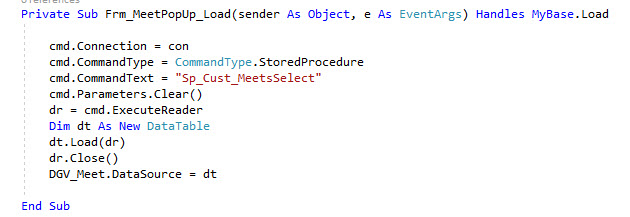 0 references
Private Sub Frm_MeetPopUp_Load(sender As Object, e As EventArgs) Handles MyBase.Load
cmd.Connection = con
cmd.CommandType = CommandType.StoredProcedure
cmd.CommandText = "Sp_Cust_MeetsSelect"
cmd.Parameters.Clear()
dr = cmd.ExecuteReader
Dim dt As New DataTable
dt.Load(dr)
dr.Close()
DGV_Meet.DataSource = dt
End Sub